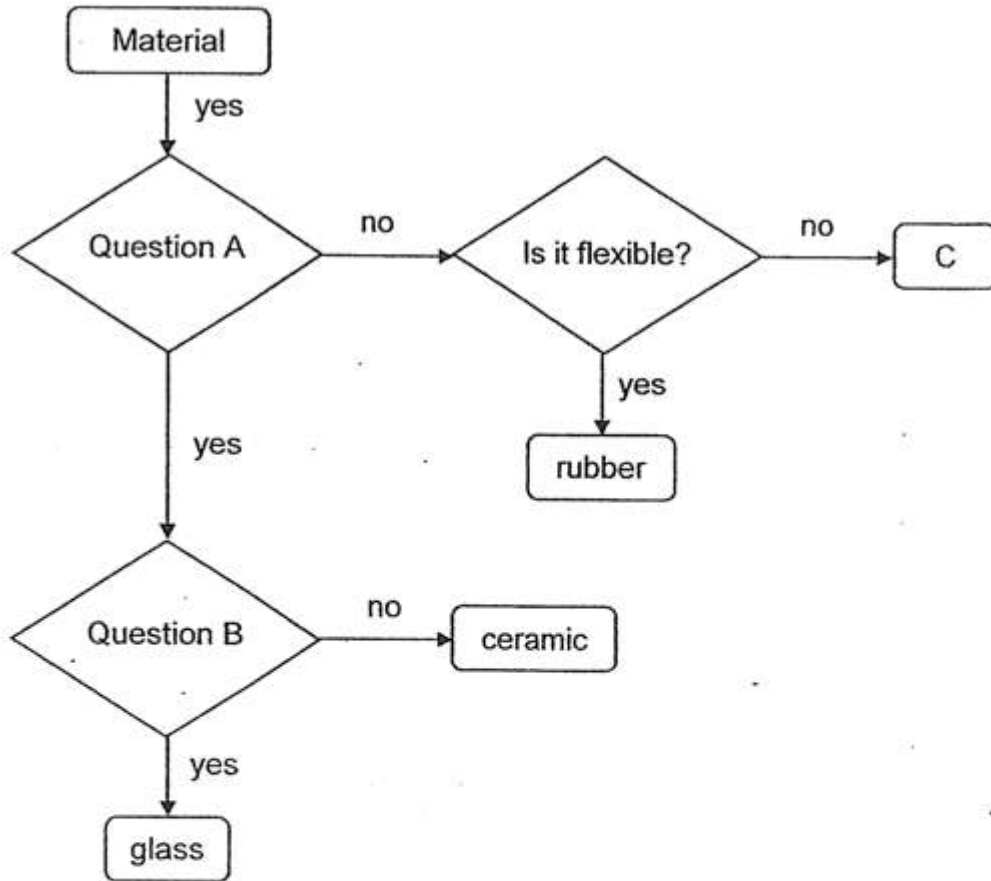 Material
yes
Question A
no
Is it flexible?
no
C
yes
rubber
yes
Question B
no
ceramic
yes
glass